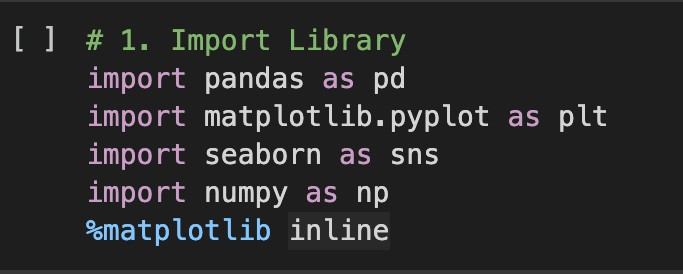 [ ] # 1. Import Library
import pandas as pd
import matplotlib.pyplot as plt
import seaborn as sns
import numpy as np
%matplotlib inline